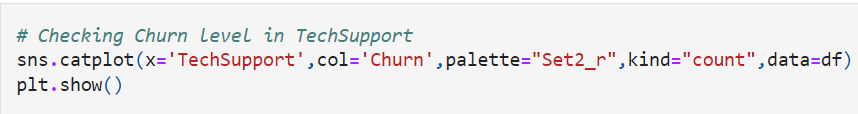 # Checking Churn level in TechSupport
sns.catplot(x='TechSupport',col='Churn',palette="Set2_r",kind="count",data=df)
plt.show()